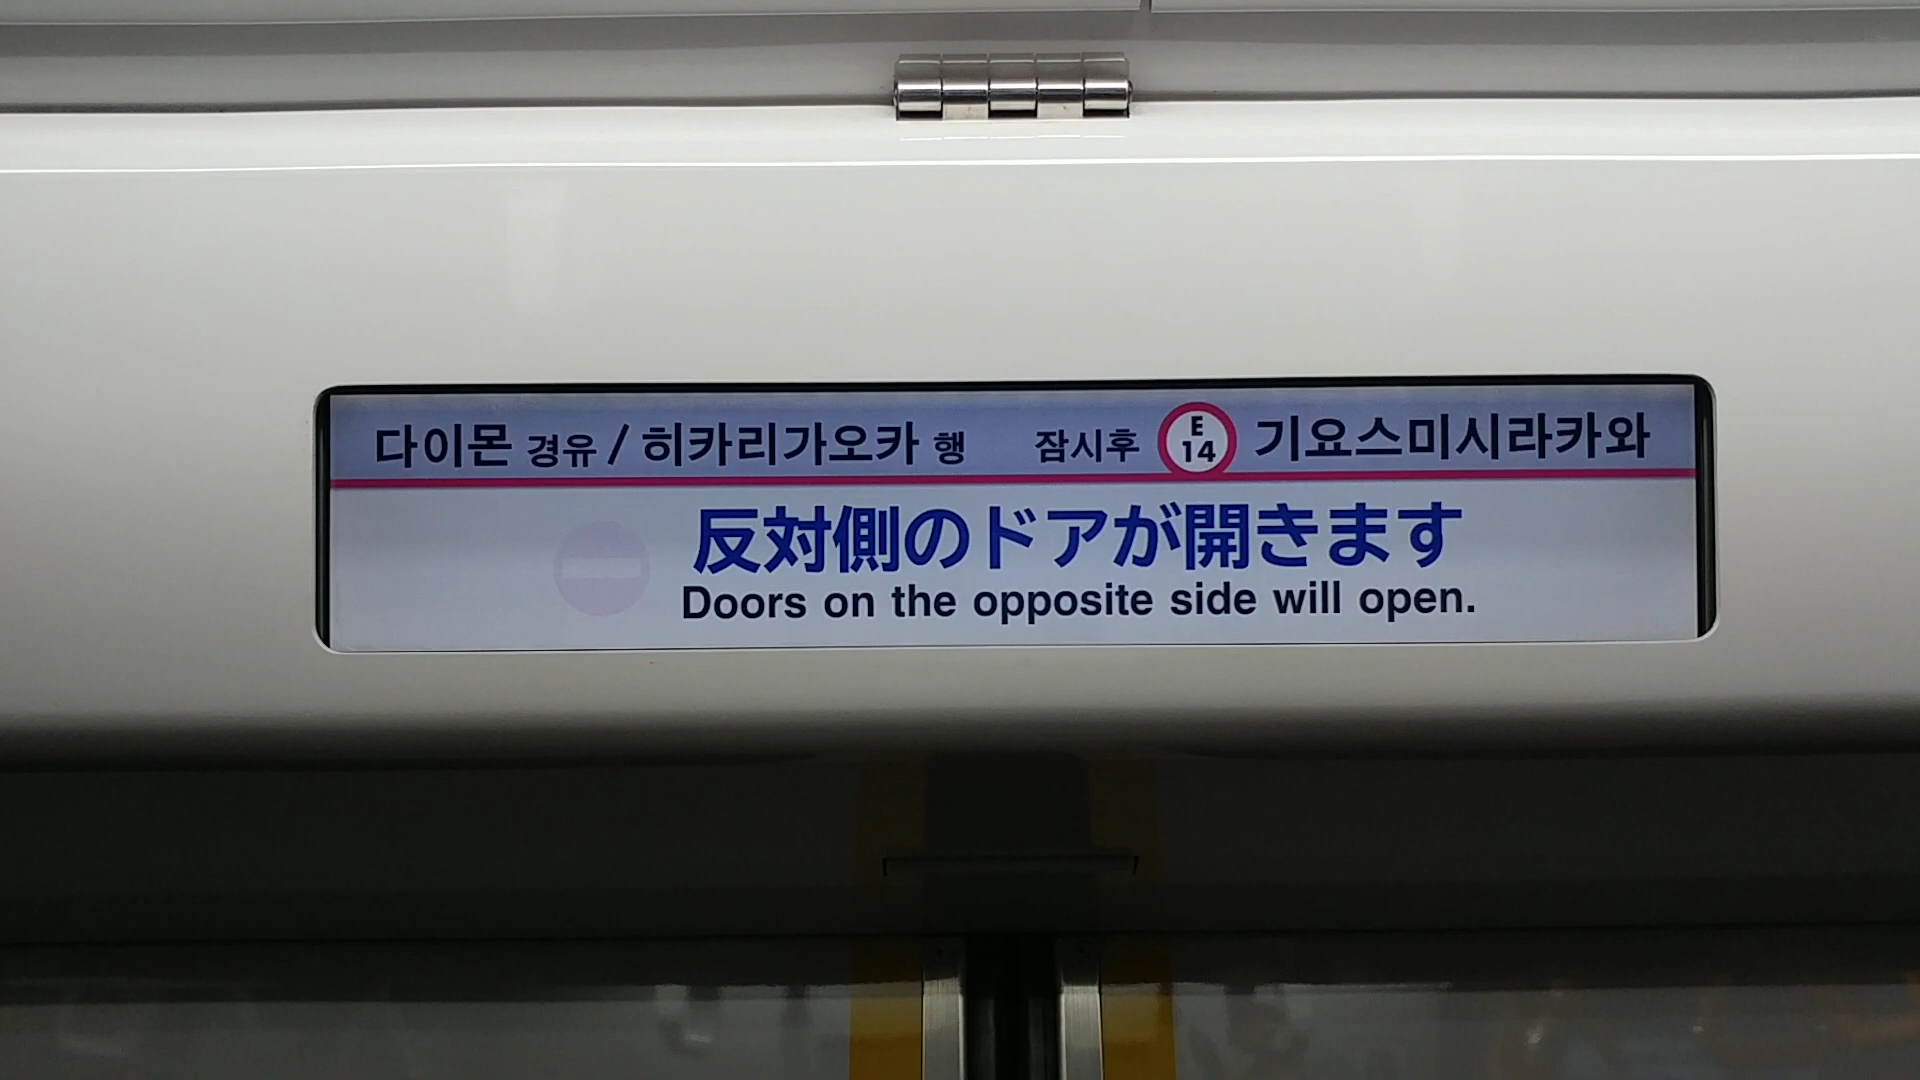 다이몬 경유 / 히카리가오카 행 잠시후 E 14 기요스미시라카와
反対側のドアが開きます
Doors on the opposite side will open.